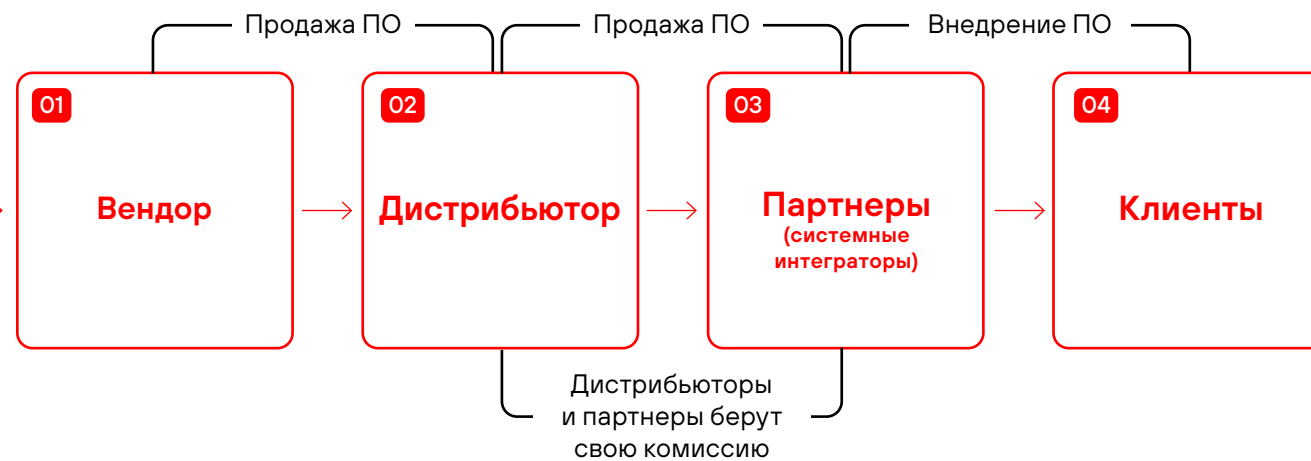 Продажа ПО
Продажа ПО
Внедрение ПО
01
Вендор
02
Дистрибьютор
03
Партнеры
(системные
интеграторы)
04
Клиенты
Дистрибьюторы
и партнеры берут
свою комиссию